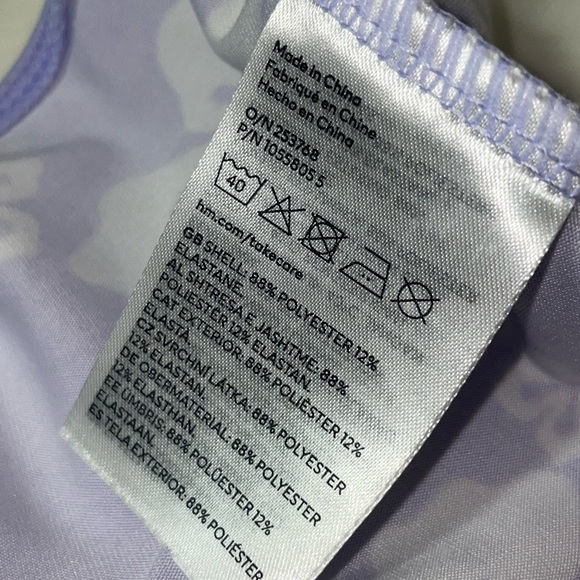 Made in China
Fabriqué en Chine
Hecho en China
O/N 253768
P/N 1055805 5
40
hm.com/takecare
GB SHELL: 88% POLYESTER 12%
ELASTANE.
AL SHTRESA E JASHTME: 88%
POLIESTËR 12% ELASTAN.
CAT EXTERIOR: 88% POLIÈSTER 12%
ELASTÀ.
CZ SVRCHNÍ LÁTKA: 88% POLYESTER
12% ELASTAN.
DE OBERMATERIAL: 88% POLYESTER
12% ELASTHAN.
EE ÜMBRIS: 88% POLÜESTER 12%
ELASTAAN.
ES TELA EXTERIOR: 88% POLIÉSTER